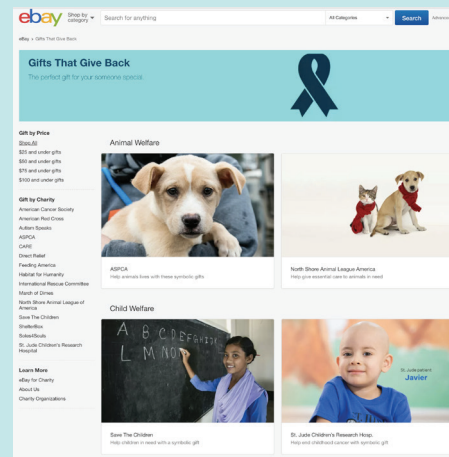 ebay Shop by category Search for anything All Categories Search Advanced
eBay > Gifts That Give Back
Gifts That Give Back
The perfect gift for your someone special.
Gift by Price
Shop All
$25 and under gifts
$50 and under gifts
$75 and under gifts
$100 and under gifts
Gift by Charity
American Cancer Society
American Red Cross
Autism Speaks
ASPCA
CARE
Direct Relief
Feeding America
Habitat for Humanity
International Rescue Committee
March of Dimes
North Shore Animal League of
America
Save The Children
ShelterBox
Soles4Souls
St. Jude Children's Research
Hospital
Learn More
eBay for Charity
About Us
Charity Organizations
Animal Welfare
ASPCA
Help animals lives with these symbolic gifts
North Shore Animal League America
Help give essential care to animals in need
Child Welfare
A B C D E F G H I J K
L M N O
Save The Children
Help children in need with a symbolic gift
St. Jude patient
Javier
St. Jude Children's Research Hosp.
Help end childhood cancer with symbolic gift